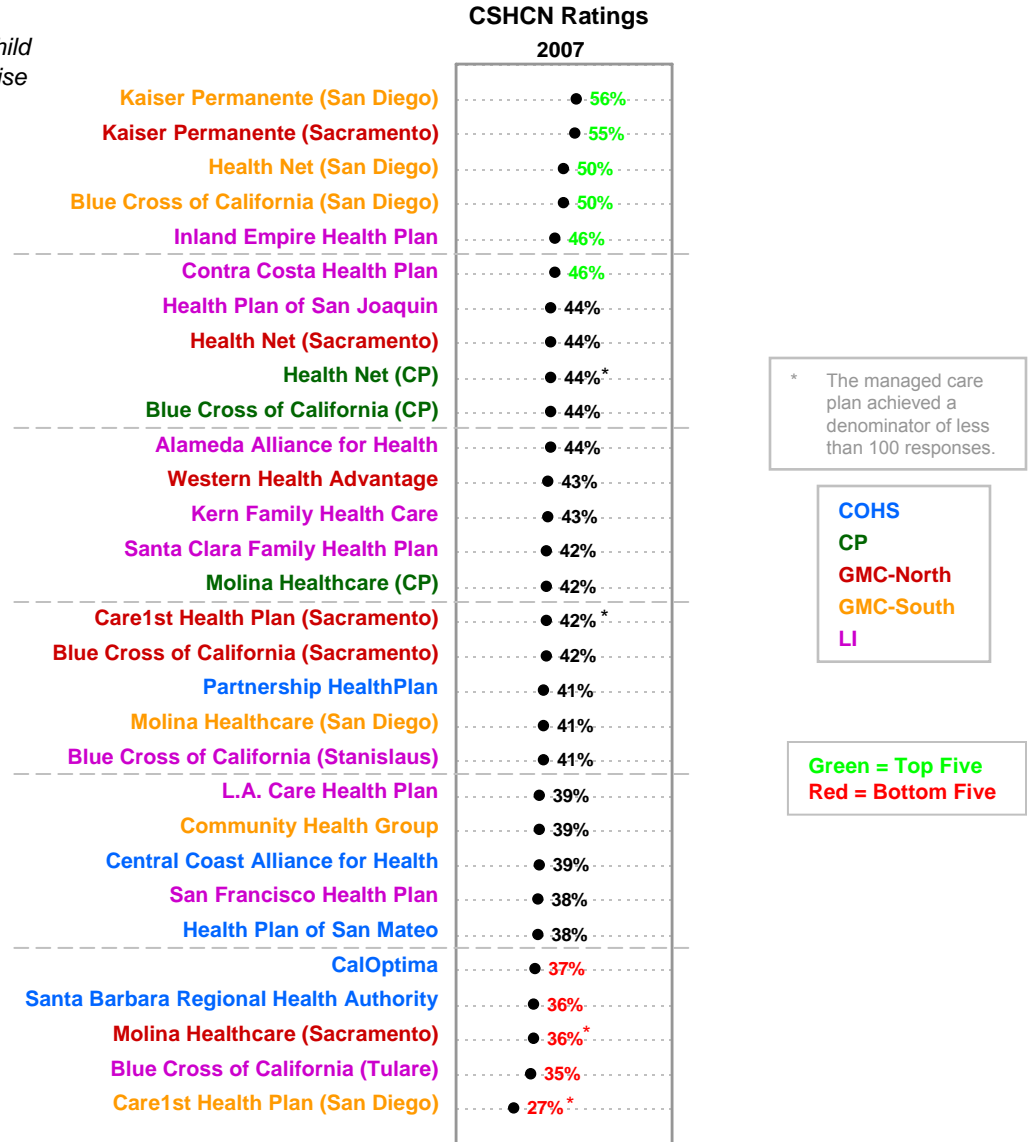 CSHCN Ratings
2007
Kaiser Permanente (San Diego) 56%
Kaiser Permanente (Sacramento) 55%
Health Net (San Diego) 50%
Blue Cross of California (San Diego) 50%
Inland Empire Health Plan 46%
Contra Costa Health Plan 46%
Health Plan of San Joaquin 44%
Health Net (Sacramento) 44%
Health Net (CP) 44%*
Blue Cross of California (CP) 44%
Alameda Alliance for Health 44%
Western Health Advantage 43%
Kern Family Health Care 43%
Santa Clara Family Health Plan 42%
Molina Healthcare (CP) 42%
Care1st Health Plan (Sacramento) 42% *
Blue Cross of California (Sacramento) 42%
Partnership HealthPlan 41%
Molina Healthcare (San Diego) 41%
Blue Cross of California (Stanislaus) 41%
L.A. Care Health Plan 39%
Community Health Group 39%
Central Coast Alliance for Health 39%
San Francisco Health Plan 38%
Health Plan of San Mateo 38%
CalOptima 37%
Santa Barbara Regional Health Authority 36%
Molina Healthcare (Sacramento) 36%*
Blue Cross of California (Tulare) 35%
Care1st Health Plan (San Diego) 27%*
* The managed care
plan achieved a
denominator of less
than 100 responses.
COHS
CP
GMC-North
GMC-South
LI
Green = Top Five
Red = Bottom Five